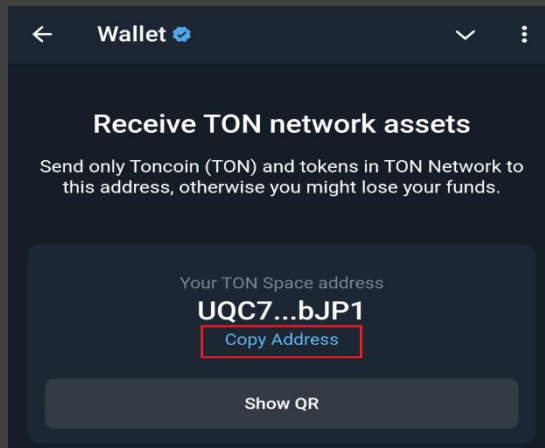 Wallet
Receive TON network assets
Send only Toncoin (TON) and tokens in TON Network to
this address, otherwise you might lose your funds.
Your TON Space address
UQC7...bJP1
Copy Address
Show QR